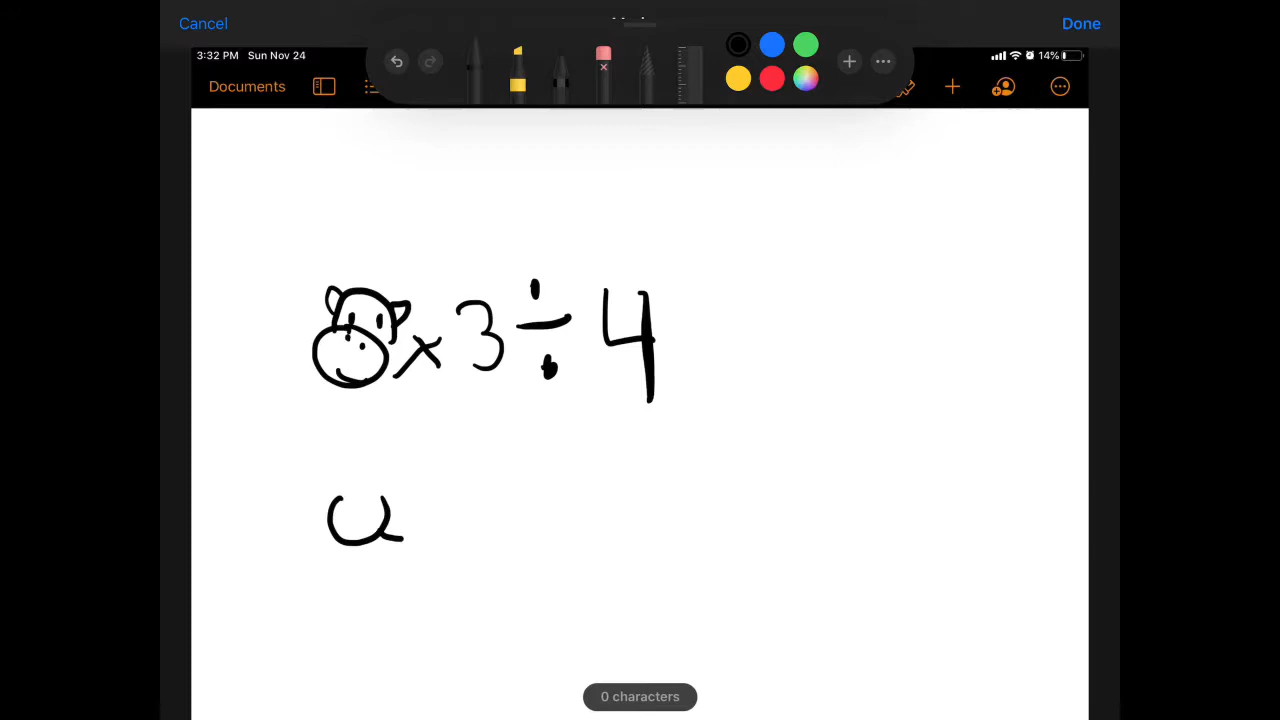 Cancel
Done
3:32 PM Sun Nov 24
14%
Documents
x 3 ÷ 4
u
0 characters